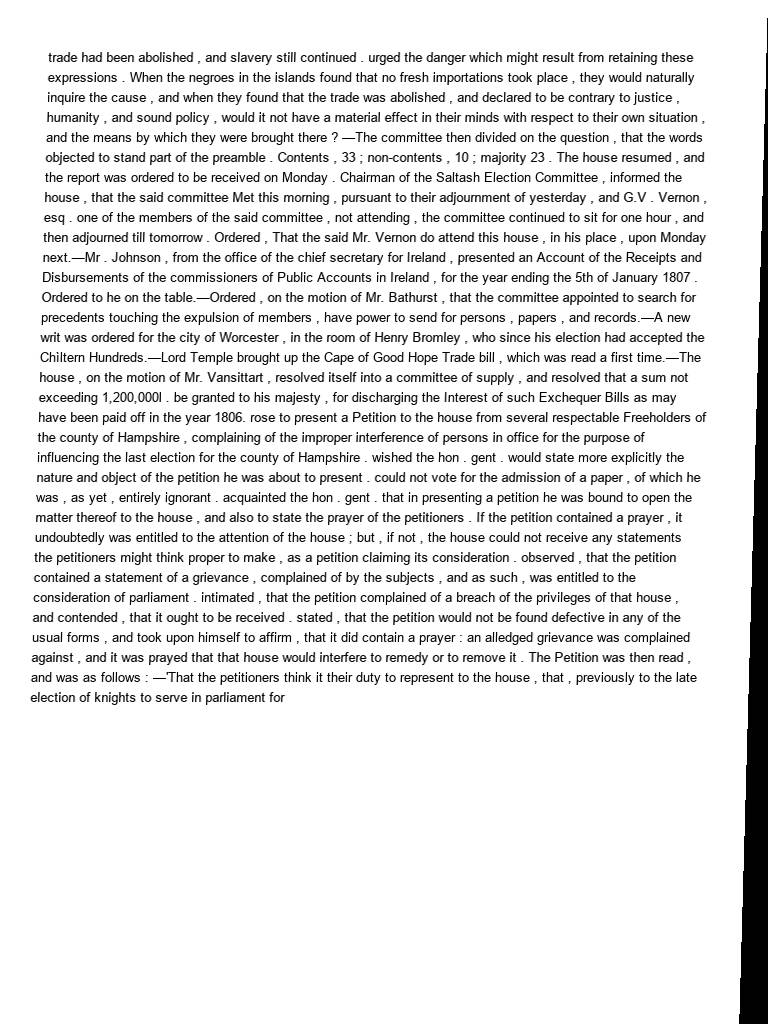 trade had been abolished , and slavery still continued . urged the danger which might result from retaining these
expressions . When the negroes in the islands found that no fresh importations took place , they would naturally
inquire the cause , and when they found that the trade was abolished , and declared to be contrary to justice ,
humanity , and sound policy , would it not have a material effect in their minds with respect to their own situation ,
and the means by which they were brought there ? —The committee then divided on the question , that the words
objected to stand part of the preamble . Contents , 33 ; non-contents , 10 ; majority 23 . The house resumed , and
the report was ordered to be received on Monday . Chairman of the Saltash Election Committee , informed the
house , that the said committee Met this morning , pursuant to their adjournment of yesterday , and G.V . Vernon ,
esq . one of the members of the said committee , not attending , the committee continued to sit for one hour , and
then adjourned till tomorrow . Ordered , That the said Mr. Vernon do attend this house , in his place , upon Monday
next.—Mr . Johnson , from the office of the chief secretary for Ireland , presented an Account of the Receipts and
Disbursements of the commissioners of Public Accounts in Ireland , for the year ending the 5th of January 1807 .
Ordered to he on the table.—Ordered , on the motion of Mr. Bathurst , that the committee appointed to search for
precedents touching the expulsion of members , have power to send for persons , papers , and records.—A new
writ was ordered for the city of Worcester , in the room of Henry Bromley , who since his election had accepted the
Chiltern Hundreds.—Lord Temple brought up the Cape of Good Hope Trade bill , which was read a first time.—The
house , on the motion of Mr. Vansittart , resolved itself into a committee of supply , and resolved that a sum not
exceeding 1,200,000l . be granted to his majesty , for discharging the Interest of such Exchequer Bills as may
have been paid off in the year 1806. rose to present a Petition to the house from several respectable Freeholders of
the county of Hampshire , complaining of the improper interference of persons in office for the purpose of
influencing the last election for the county of Hampshire . wished the hon . gent . would state more explicitly the
nature and object of the petition he was about to present . could not vote for the admission of a paper , of which he
was , as yet , entirely ignorant . acquainted the hon . gent . that in presenting a petition he was bound to open the
matter thereof to the house , and also to state the prayer of the petitioners . If the petition contained a prayer , it
undoubtedly was entitled to the attention of the house ; but , if not , the house could not receive any statements
the petitioners might think proper to make , as a petition claiming its consideration . observed , that the petition
contained a statement of a grievance , complained of by the subjects , and as such , was entitled to the
consideration of parliament . intimated , that the petition complained of a breach of the privileges of that house ,
and contended , that it ought to be received . stated , that the petition would not be found defective in any of the
usual forms , and took upon himself to affirm , that it did contain a prayer : an alledged grievance was complained
against , and it was prayed that that house would interfere to remedy or to remove it . The Petition was then read ,
and was as follows : —'That the petitioners think it their duty to represent to the house , that , previously to the late
election of knights to serve in parliament for